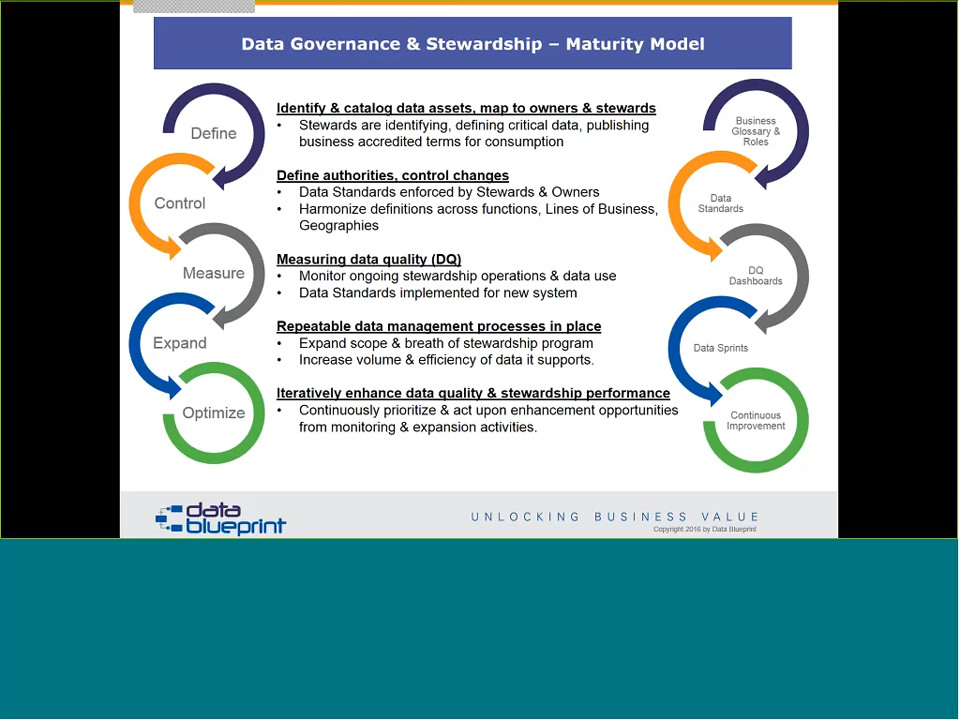 Data Governance & Stewardship – Maturity Model
Define
Control
Measure
Expand
Optimize
Identify & catalog data assets, map to owners & stewards
• Stewards are identifying, defining critical data, publishing
business accredited terms for consumption
Define authorities, control changes
• Data Standards enforced by Stewards & Owners
• Harmonize definitions across functions, Lines of Business,
Geographies
Measuring data quality (DQ)
• Monitor ongoing stewardship operations & data use
• Data Standards implemented for new system
Repeatable data management processes in place
• Expand scope & breath of stewardship program
• Increase volume & efficiency of data it supports.
Iteratively enhance data quality & stewardship performance
• Continuously prioritize & act upon enhancement opportunities
from monitoring & expansion activities.
Business
Glossary &
Roles
Data
Standards
DQ
Dashboards
Data Sprints
Continuous
Improvement
data
blueprint
UNLOCKING BUSINESS VALUE
Copyright 2016 by Data Blueprint